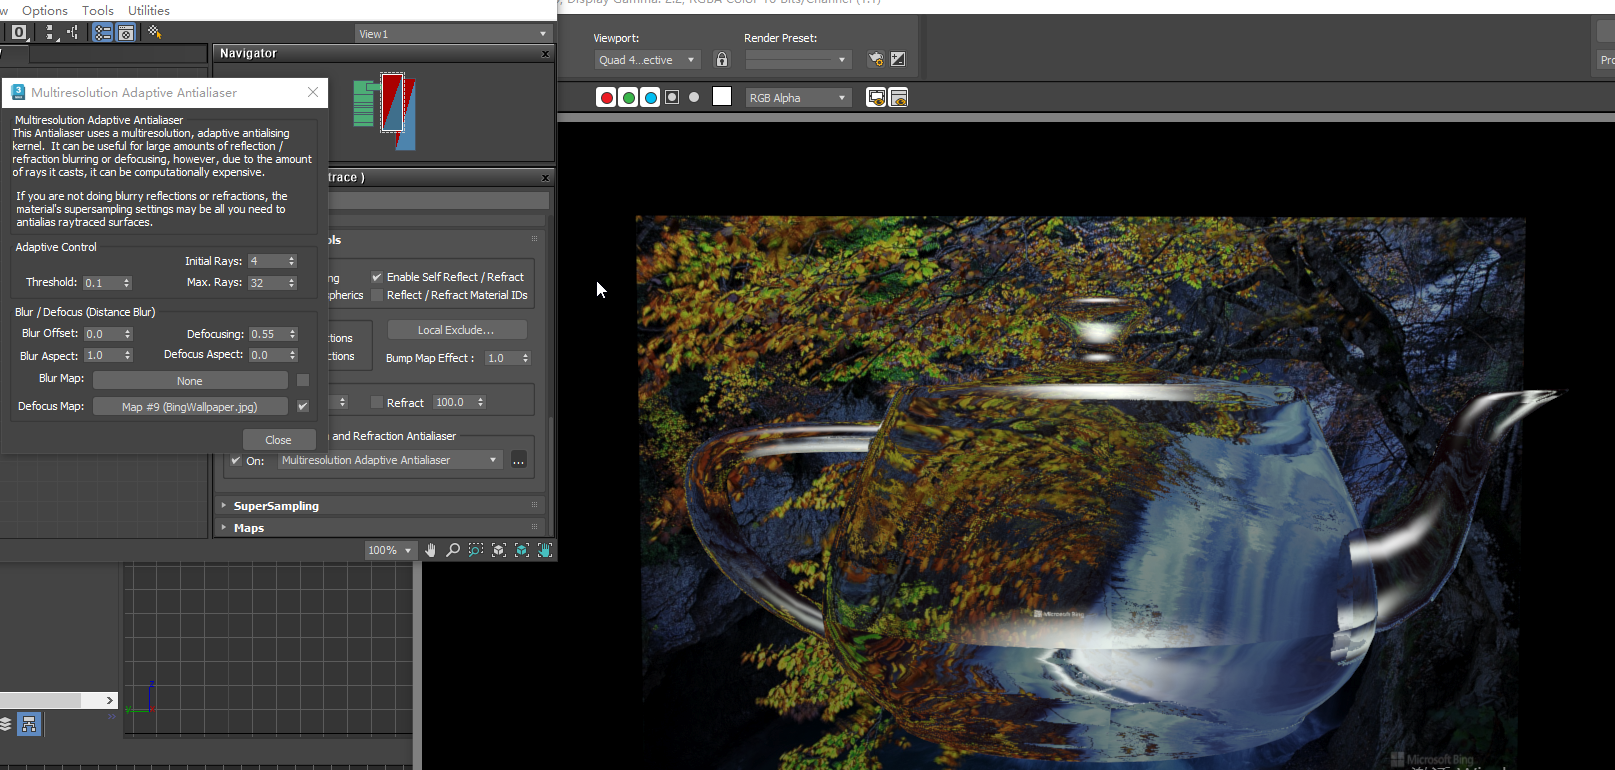 Options Tools Utilities
Display Gamma: 2.2, RGBA Color 16 Bits/Channel (1:1)
View1
Navigator
Viewport:
Render Preset:
Quad 4...ective
RGB Alpha
Multiresolution Adaptive Antialiaser
Multiresolution Adaptive Antialiaser
This Antialiaser uses a multiresolution, adaptive antialising
kernel. It can be useful for large amounts of reflection /
refraction blurring or defocusing, however, due to the amount
of rays it casts, it can be computationally expensive.
If you are not doing blurry reflections or refractions, the
material's supersampling settings may be all you need to
antialias raytraced surfaces.
Adaptive Control
Initial Rays: 4
Threshold: 0.1
Max. Rays: 32
Blur / Defocus (Distance Blur)
Blur Offset: 0.0
Defocusing: 0.55
Blur Aspect: 1.0
Defocus Aspect: 0.0
Blur Map:
None
Defocus Map:
Map #9 (BingWallpaper.jpg)
Close
trace )
ols
ng
Enable Self Reflect / Refract
spherics
Reflect / Refract Material IDs
Local Exclude...
ctions
ctions
Bump Map Effect : 1.0
Refract 100.0
and Refraction Antialiaser
On: Multiresolution Adaptive Antialiaser
...
SuperSampling
Maps
100%
Microsoft Bing
Microsoft Bing